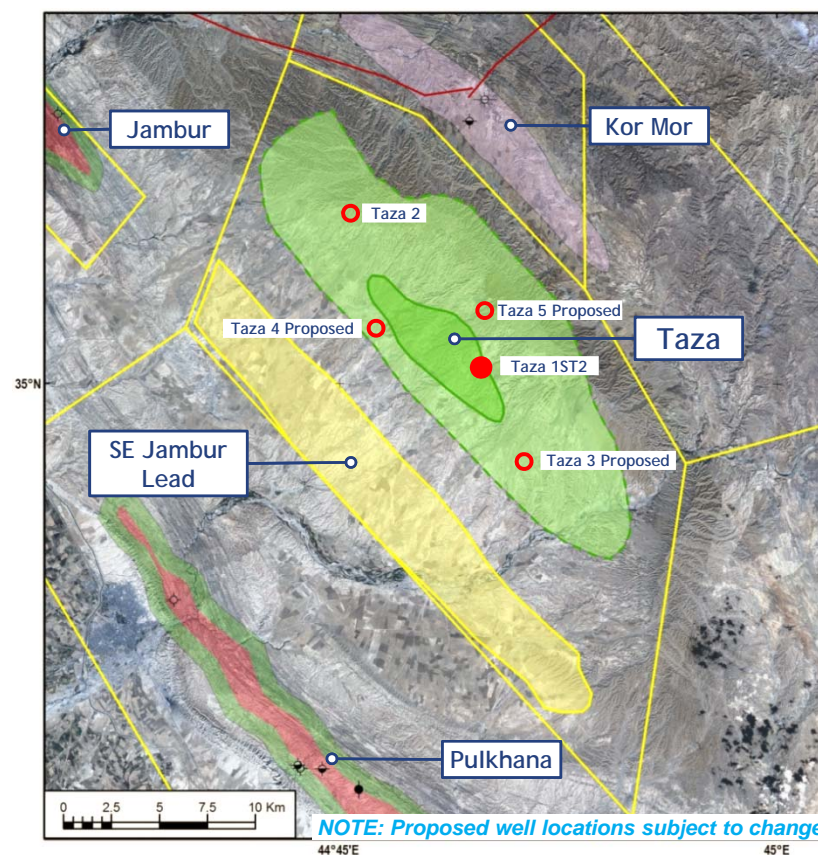 Jambur
Kor Mor
Taza 2
Taza 5 Proposed
Taza 4 Proposed
Taza
Taza 1ST2
35°N
SE Jambur
Lead
Taza 3 Proposed
Pulkhana
0 2.5 5 7.5 10 Km
NOTE: Proposed well locations subject to change
44°45'E
45°E